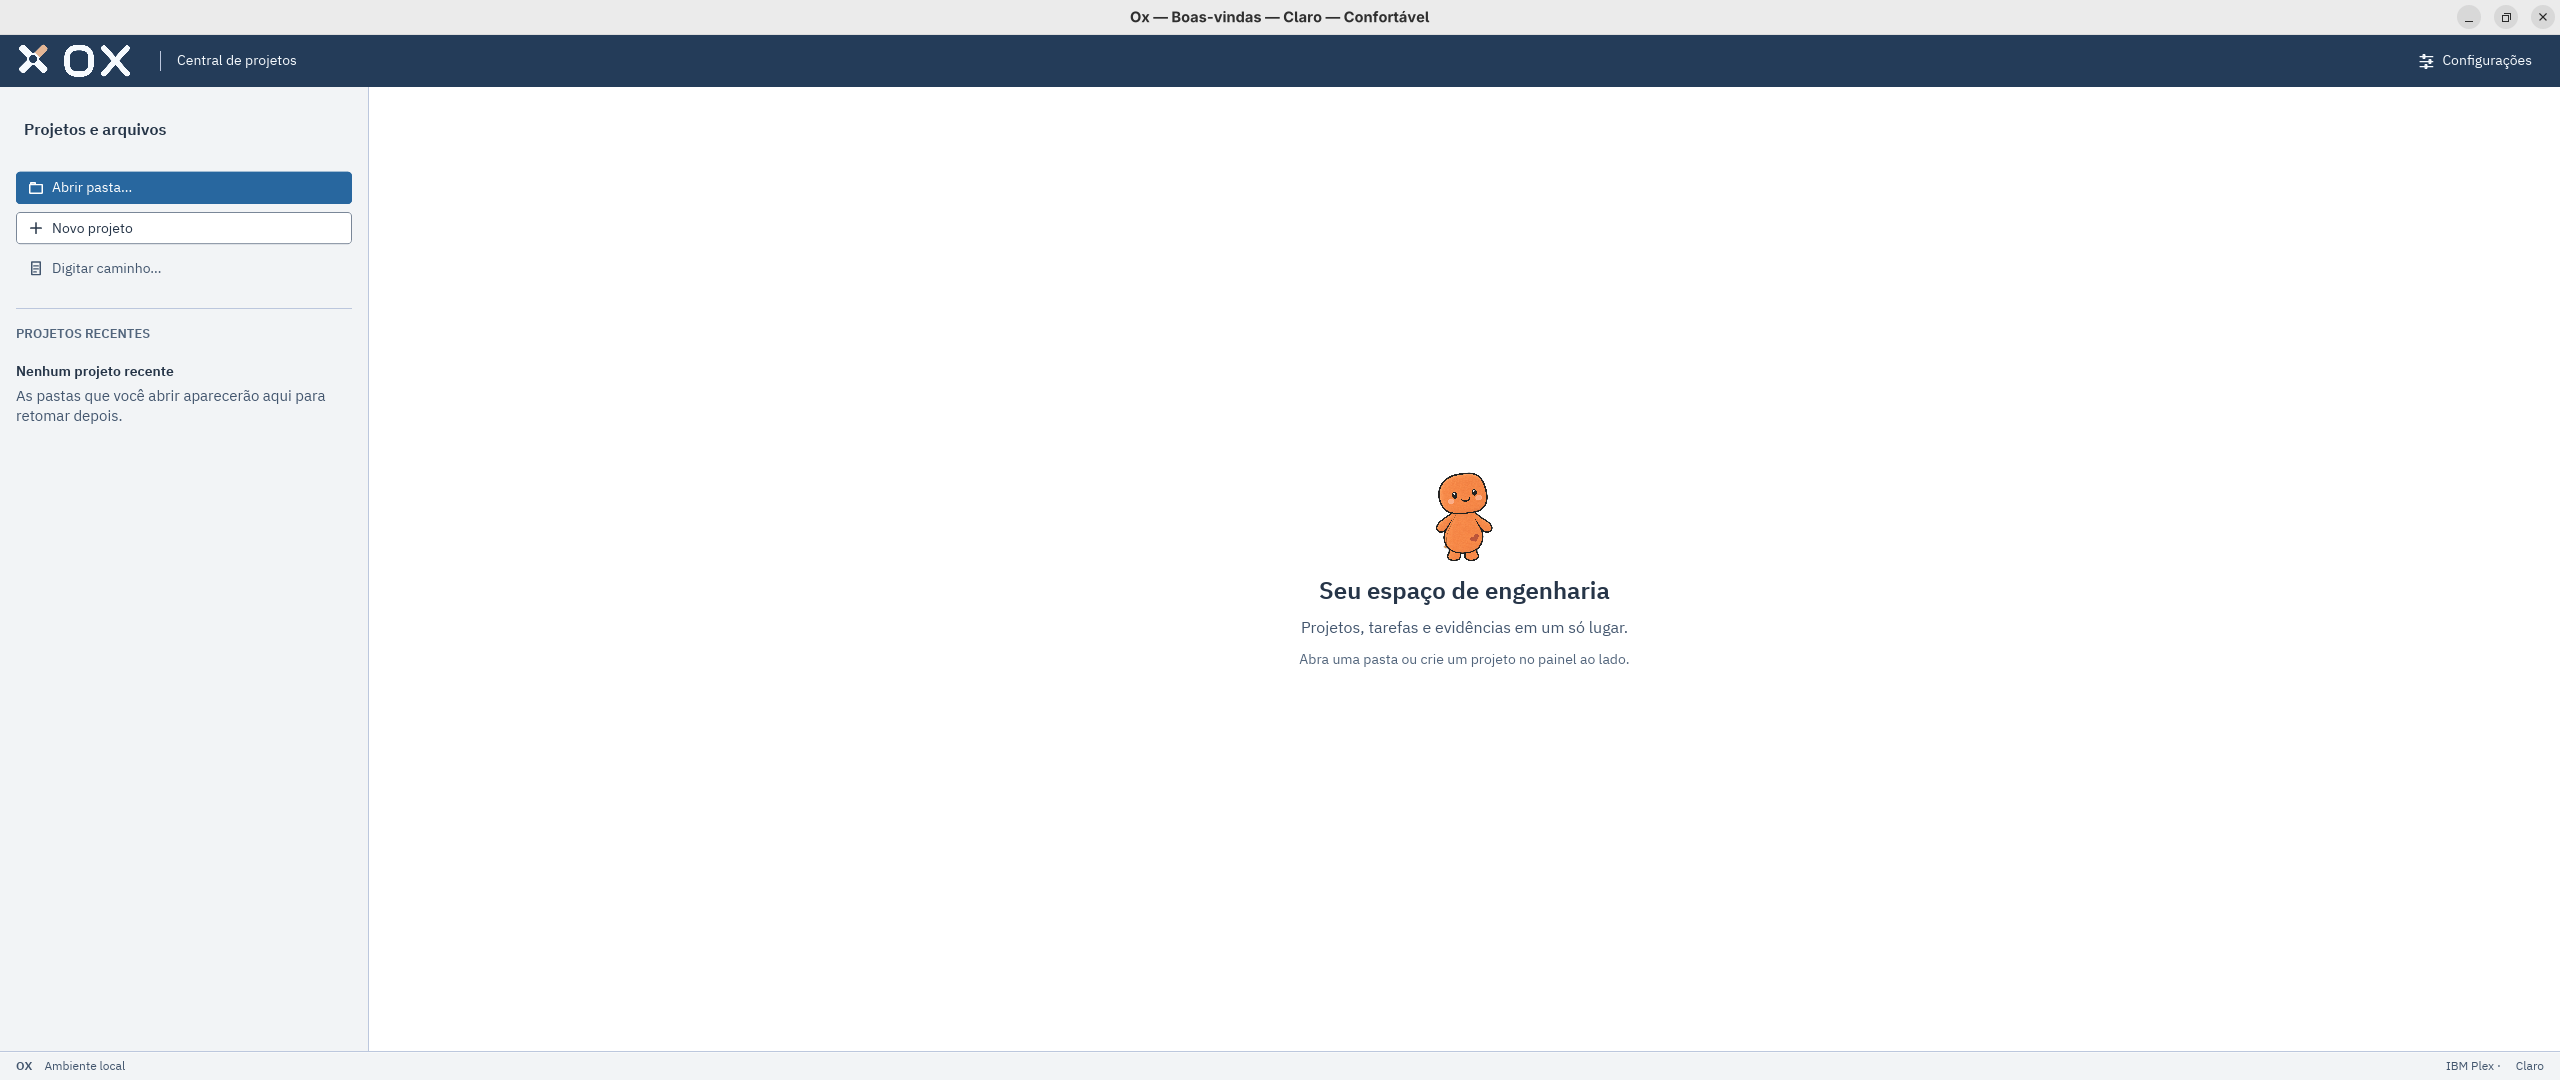 Ox — Boas-vindas — Claro — Confortável
OX
Central de projetos
Configurações
Projetos e arquivos
Abrir pasta...
Novo projeto
Digitar caminho...
PROJETOS RECENTES
Nenhum projeto recente
As pastas que você abrir aparecerão aqui para
retomar depois.
Seu espaço de engenharia
Projetos, tarefas e evidências em um só lugar.
Abra uma pasta ou crie um projeto no painel ao lado.
OX Ambiente local
IBM Plex · Claro